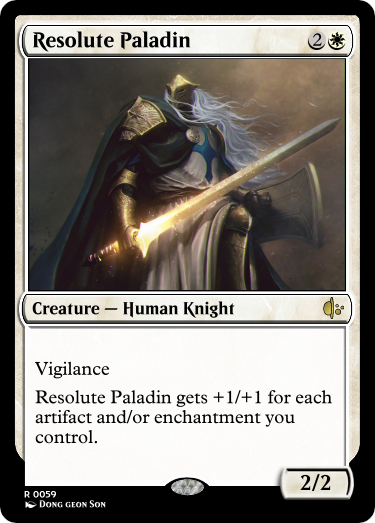 Resolute Paladin 2
Creature — Human Knight
Vigilance
Resolute Paladin gets +1/+1 for each
artifact and/or enchantment you
control.
2/2
R 0059
Dong geon Son